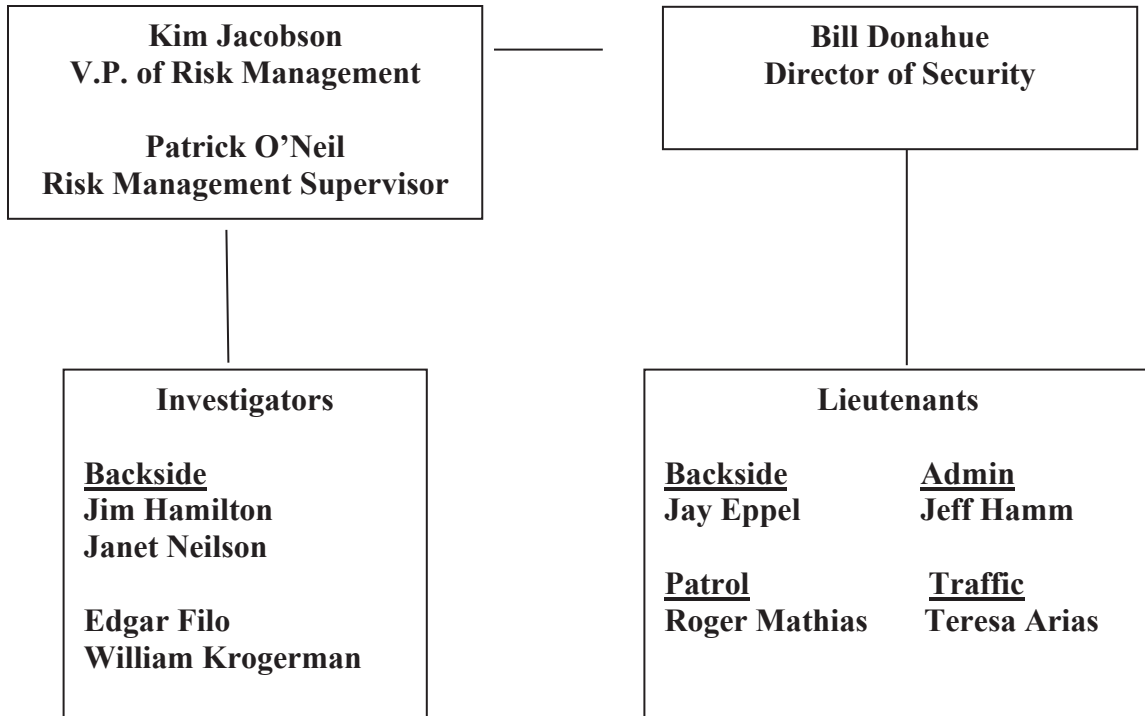 Kim Jacobson
V.P. of Risk Management
Patrick O’Neil
Risk Management Supervisor
Bill Donahue
Director of Security
Investigators
Backside
Jim Hamilton
Janet Neilson
Edgar Filo
William Krogerman
Lieutenants
Backside
Jay Eppel
Admin
Jeff Hamm
Patrol
Roger Mathias
Traffic
Teresa Arias